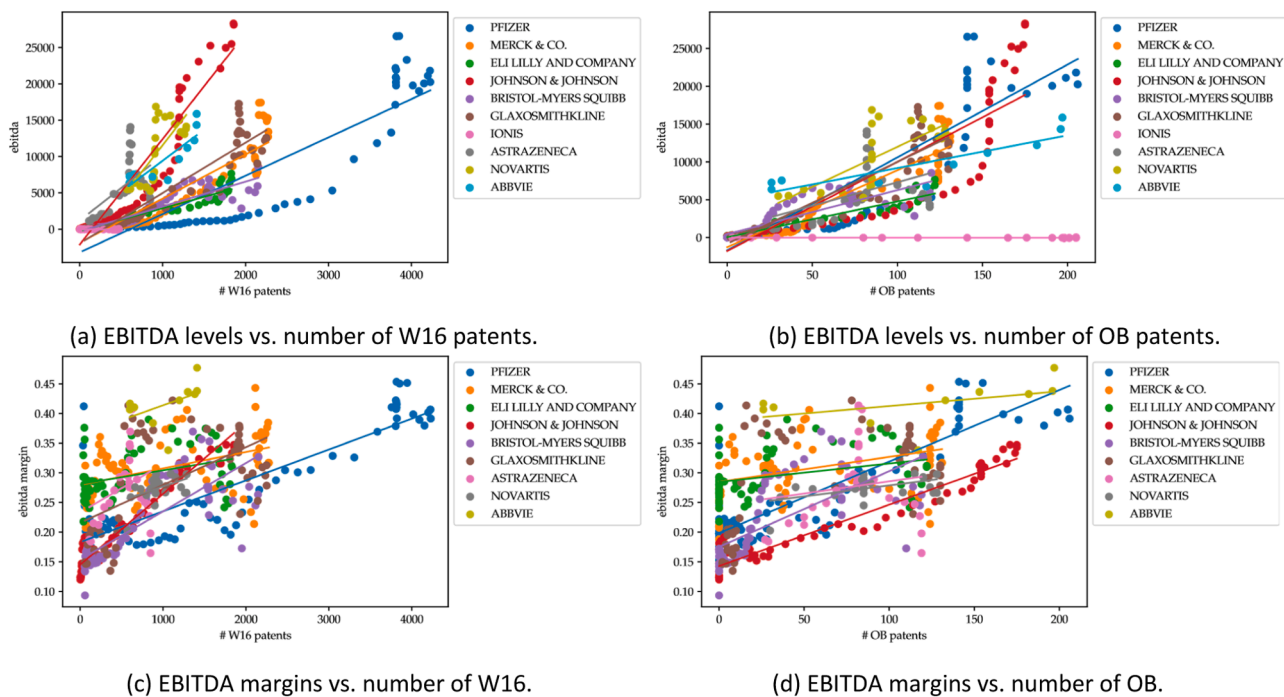 ebitda
25000
20000
15000
10000
5000
0
0 1000 2000 3000 4000
# W16 patents
PFIZER
MERCK & CO.
ELI LILLY AND COMPANY
JOHNSON & JOHNSON
BRISTOL-MYERS SQUIBB
GLAXOSMITHKLINE
IONIS
ASTRAZENECA
NOVARTIS
ABBVIE
(a) EBITDA levels vs. number of W16 patents.
ebitda
25000
20000
15000
10000
5000
0
0 50 100 150 200
# OB patents
PFIZER
MERCK & CO.
ELI LILLY AND COMPANY
JOHNSON & JOHNSON
BRISTOL-MYERS SQUIBB
GLAXOSMITHKLINE
IONIS
ASTRAZENECA
NOVARTIS
ABBVIE
(b) EBITDA levels vs. number of OB patents.
ebitda margin
0.45
0.40
0.35
0.30
0.25
0.20
0.15
0.10
0 1000 2000 3000 4000
# W16 patents
PFIZER
MERCK & CO.
ELI LILLY AND COMPANY
JOHNSON & JOHNSON
BRISTOL-MYERS SQUIBB
GLAXOSMITHKLINE
ASTRAZENECA
NOVARTIS
ABBVIE
(c) EBITDA margins vs. number of W16.
ebitda margin
0.45
0.40
0.35
0.30
0.25
0.20
0.15
0.10
0 50 100 150 200
# OB patents
PFIZER
MERCK & CO.
ELI LILLY AND COMPANY
JOHNSON & JOHNSON
BRISTOL-MYERS SQUIBB
GLAXOSMITHKLINE
ASTRAZENECA
NOVARTIS
ABBVIE
(d) EBITDA margins vs. number of OB.